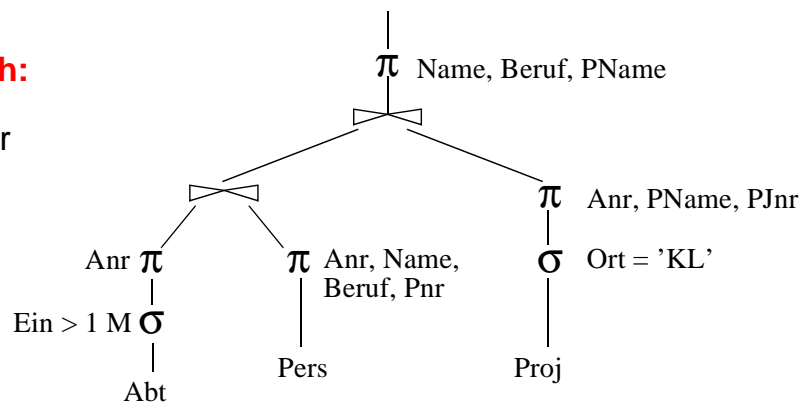 π Name, Beruf, PName
h:
r
π Anr, PName, PJnr
Anr π
π Anr, Name,
Beruf, Pnr
σ Ort = ’KL’
Ein > 1 M σ
Pers
Proj
Abt